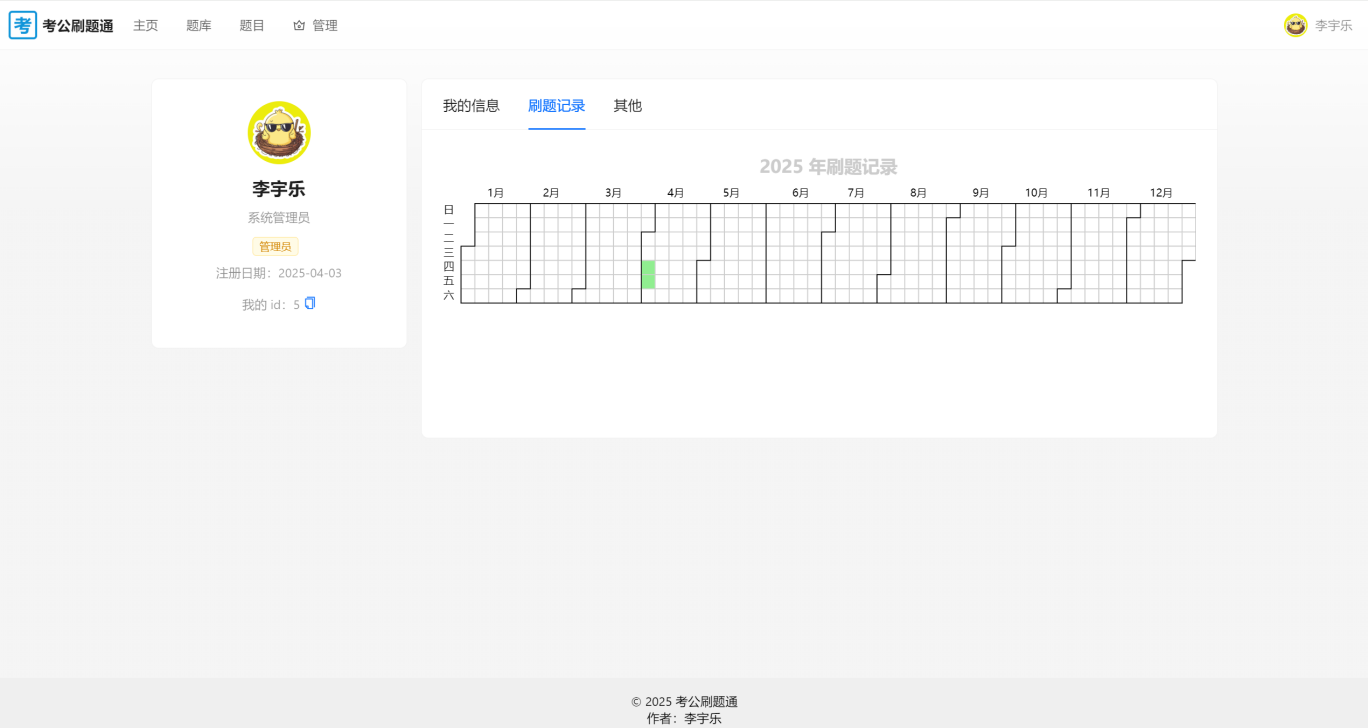 考 考公刷题通 主页 题库 题目 管理 李宇乐
李宇乐
系统管理员
管理员
注册日期：2025-04-03
我的 id：5
我的信息 刷题记录 其他
2025 年刷题记录
1月 2月 3月 4月 5月 6月 7月 8月 9月 10月 11月 12月
日
一
二
三
四
五
六
© 2025 考公刷题通
作者：李宇乐